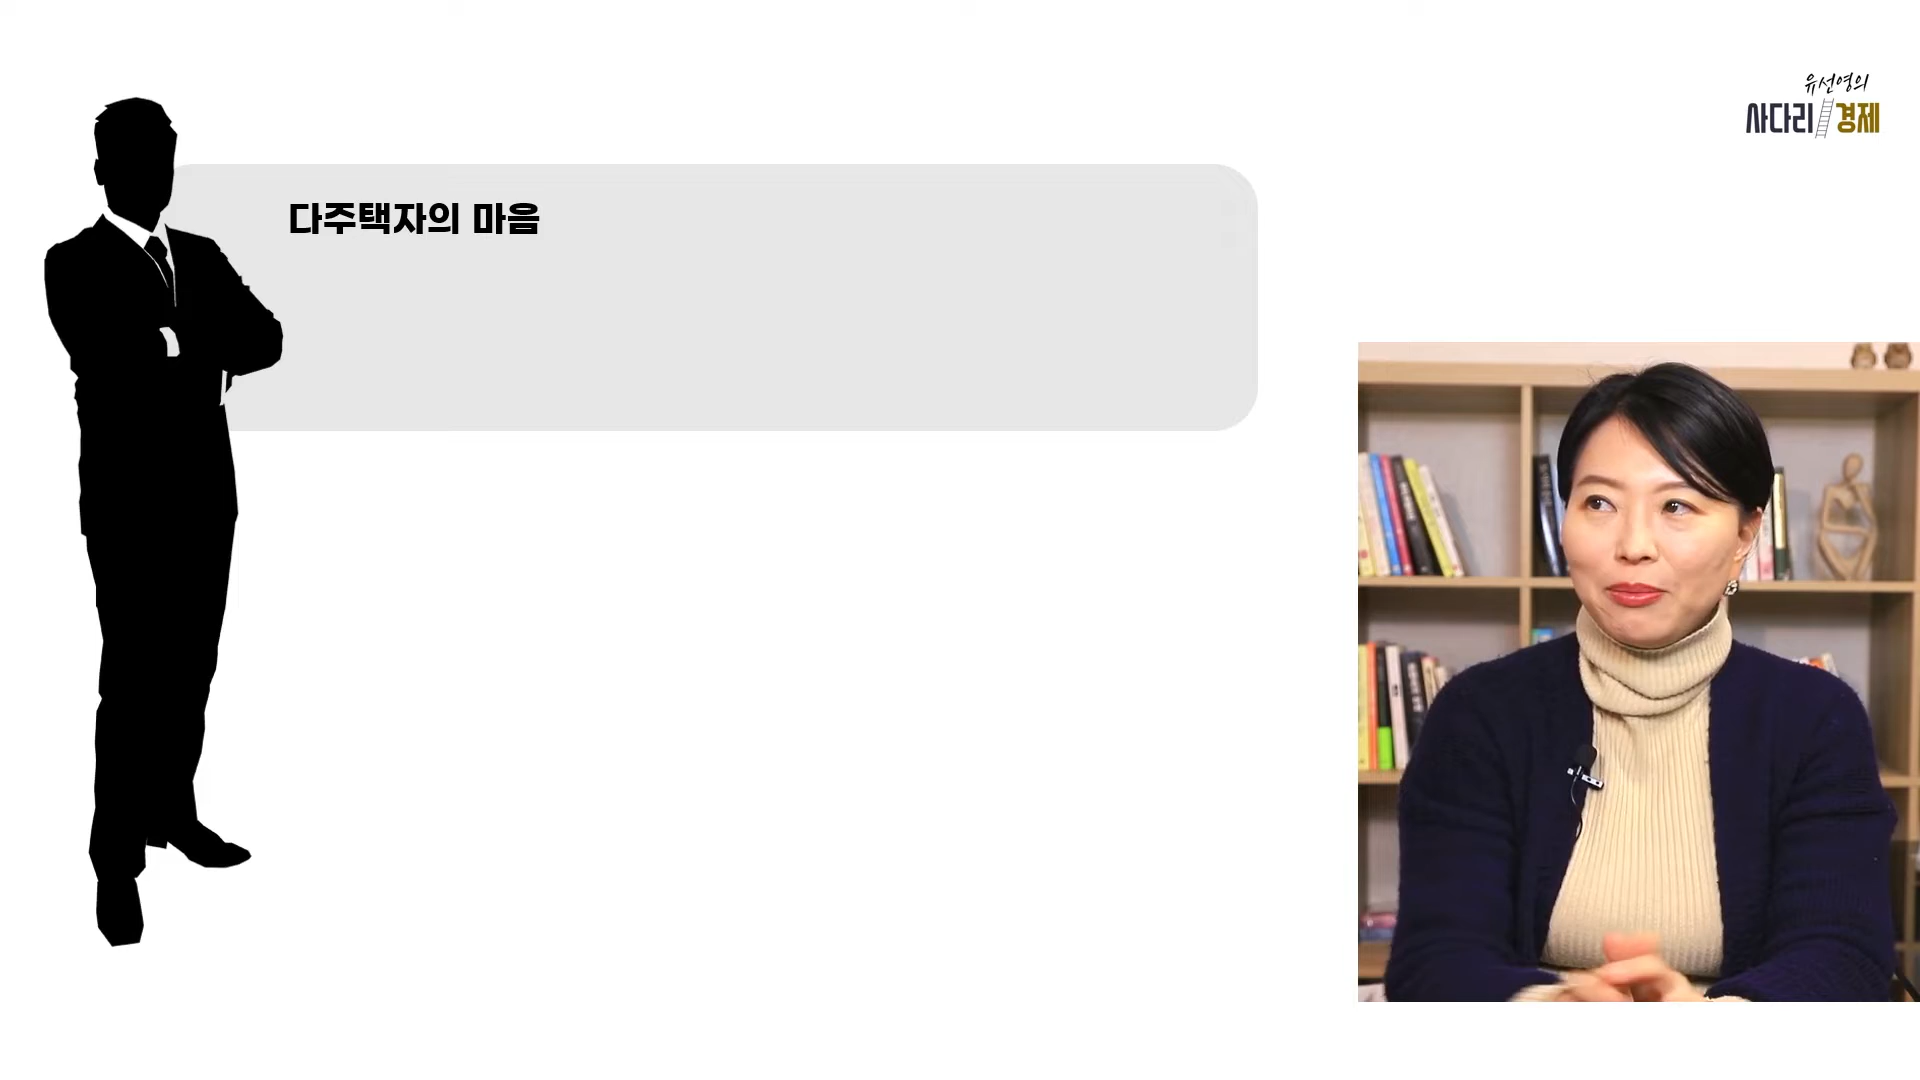 유선영의
사다리 경제
다주택자의 마음